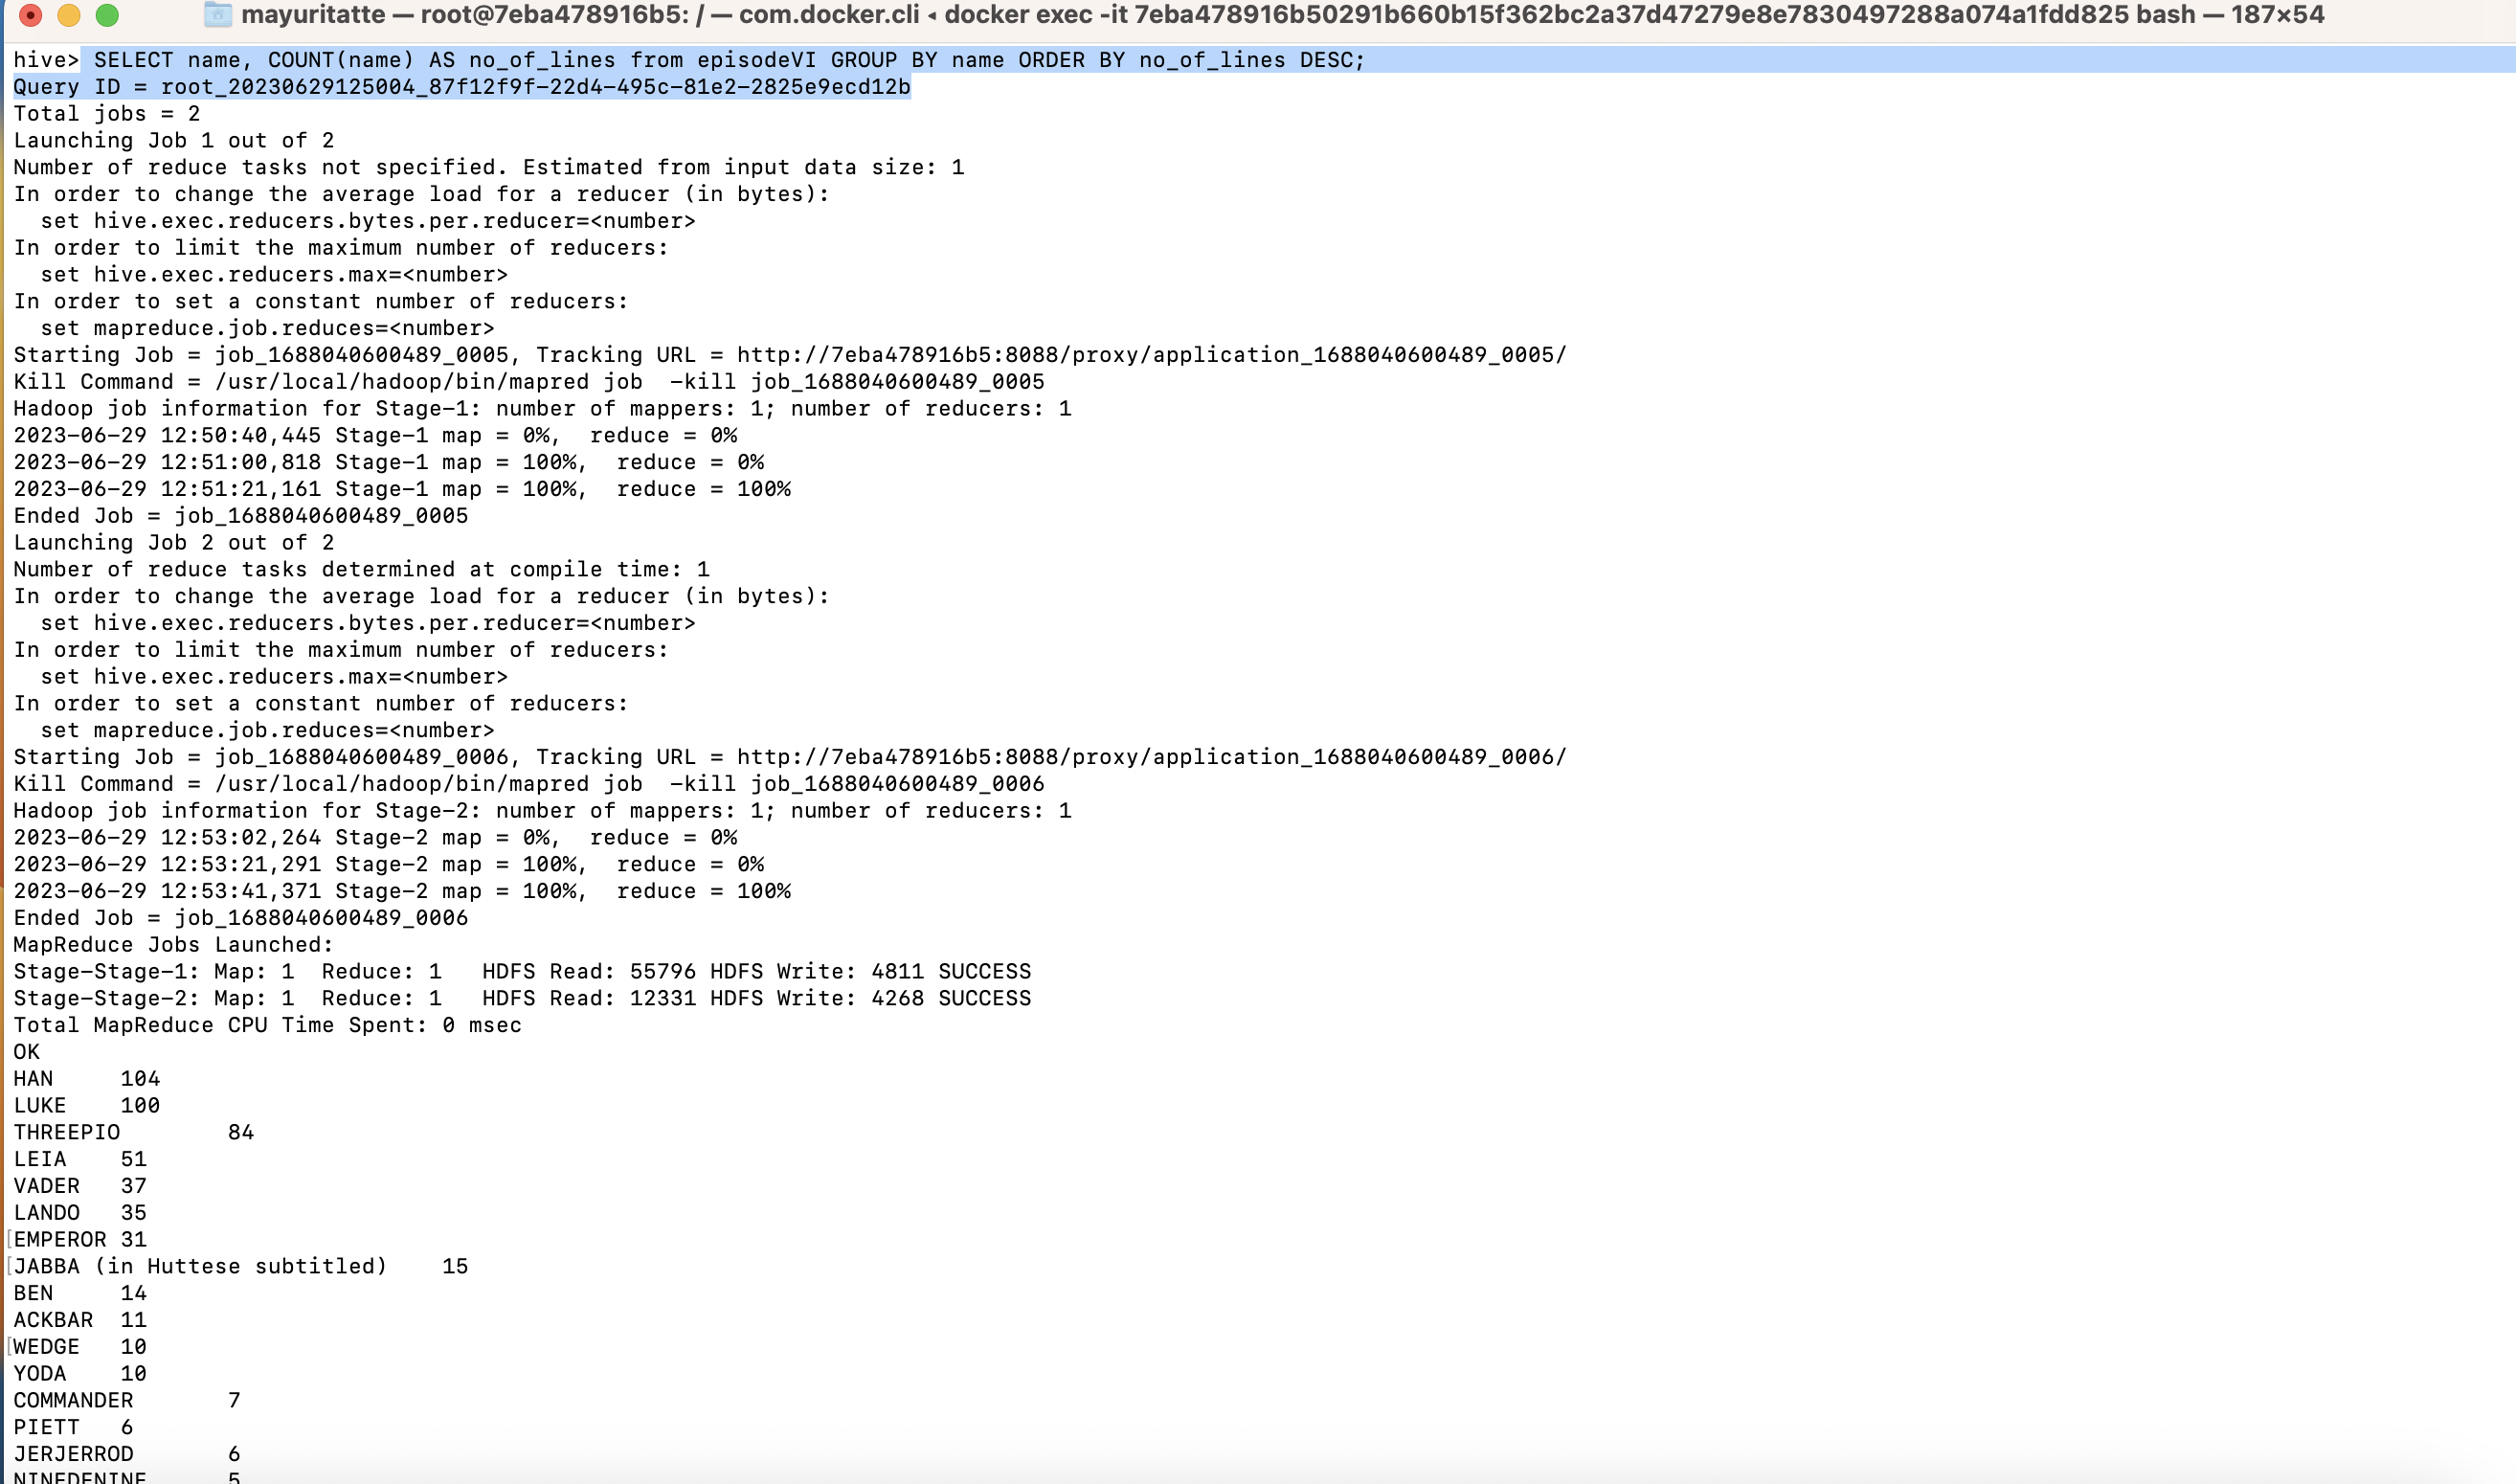 mayuritatte — root@7eba478916b5: / — com.docker.cli ◂ docker exec -it 7eba478916b50291b660b15f362bc2a37d47279e8e7830497288a074a1fdd825 bash — 187×54
hive> SELECT name, COUNT(name) AS no_of_lines from episodeVI GROUP BY name ORDER BY no_of_lines DESC;
Query ID = root_20230629125004_87f12f9f-22d4-495c-81e2-2825e9ecd12b
Total jobs = 2
Launching Job 1 out of 2
Number of reduce tasks not specified. Estimated from input data size: 1
In order to change the average load for a reducer (in bytes):
  set hive.exec.reducers.bytes.per.reducer=<number>
In order to limit the maximum number of reducers:
  set hive.exec.reducers.max=<number>
In order to set a constant number of reducers:
  set mapreduce.job.reduces=<number>
Starting Job = job_1688040600489_0005, Tracking URL = http://7eba478916b5:8088/proxy/application_1688040600489_0005/
Kill Command = /usr/local/hadoop/bin/mapred job  -kill job_1688040600489_0005
Hadoop job information for Stage-1: number of mappers: 1; number of reducers: 1
2023-06-29 12:50:40,445 Stage-1 map = 0%,  reduce = 0%
2023-06-29 12:51:00,818 Stage-1 map = 100%,  reduce = 0%
2023-06-29 12:51:21,161 Stage-1 map = 100%,  reduce = 100%
Ended Job = job_1688040600489_0005
Launching Job 2 out of 2
Number of reduce tasks determined at compile time: 1
In order to change the average load for a reducer (in bytes):
  set hive.exec.reducers.bytes.per.reducer=<number>
In order to limit the maximum number of reducers:
  set hive.exec.reducers.max=<number>
In order to set a constant number of reducers:
  set mapreduce.job.reduces=<number>
Starting Job = job_1688040600489_0006, Tracking URL = http://7eba478916b5:8088/proxy/application_1688040600489_0006/
Kill Command = /usr/local/hadoop/bin/mapred job  -kill job_1688040600489_0006
Hadoop job information for Stage-2: number of mappers: 1; number of reducers: 1
2023-06-29 12:53:02,264 Stage-2 map = 0%,  reduce = 0%
2023-06-29 12:53:21,291 Stage-2 map = 100%,  reduce = 0%
2023-06-29 12:53:41,371 Stage-2 map = 100%,  reduce = 100%
Ended Job = job_1688040600489_0006
MapReduce Jobs Launched:
Stage-Stage-1: Map: 1  Reduce: 1   HDFS Read: 55796 HDFS Write: 4811 SUCCESS
Stage-Stage-2: Map: 1  Reduce: 1   HDFS Read: 12331 HDFS Write: 4268 SUCCESS
Total MapReduce CPU Time Spent: 0 msec
OK
HAN     104
LUKE    100
THREEPIO        84
LEIA    51
VADER   37
LANDO   35
EMPEROR 31
JABBA (in Huttese subtitled)    15
BEN     14
ACKBAR  11
WEDGE   10
YODA    10
COMMANDER       7
PIETT   6
JERJERROD       6
NINEDENINE      5